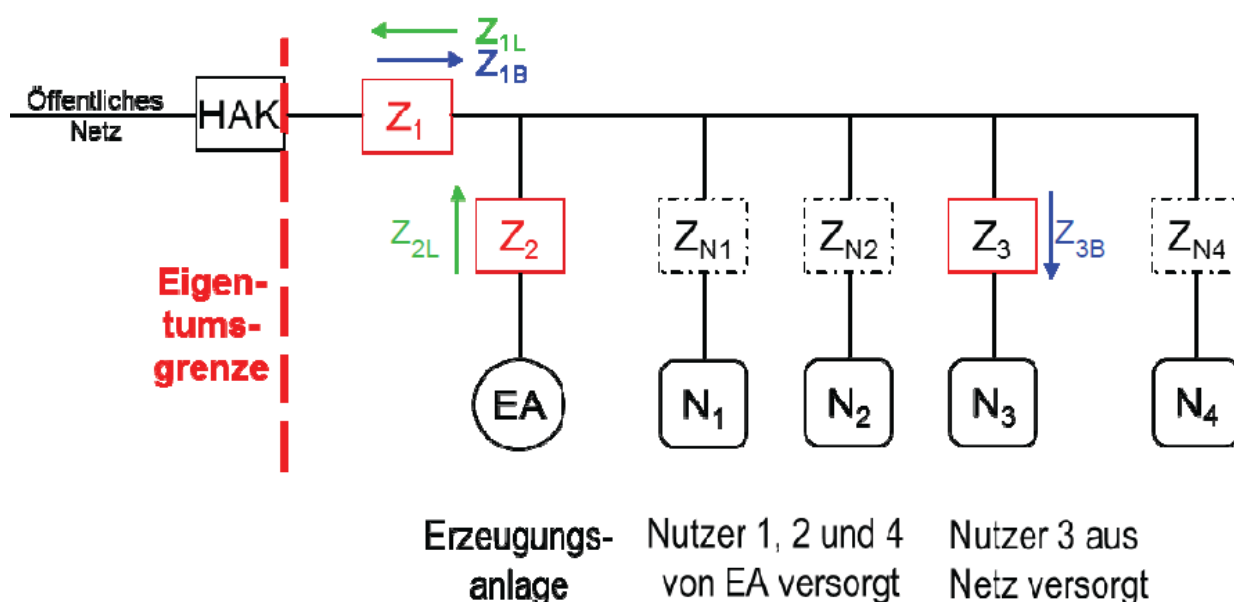 Z1L
Z1B
Öffentliches
Netz
HAK
Z1
Z2L
Z2
ZN1
ZN2
Z3
Z3B
ZN4
Eigen-
tums-
grenze
EA
N1
N2
N3
N4
Erzeugungs-
anlage
Nutzer 1, 2 und 4
von EA versorgt
Nutzer 3 aus
Netz versorgt